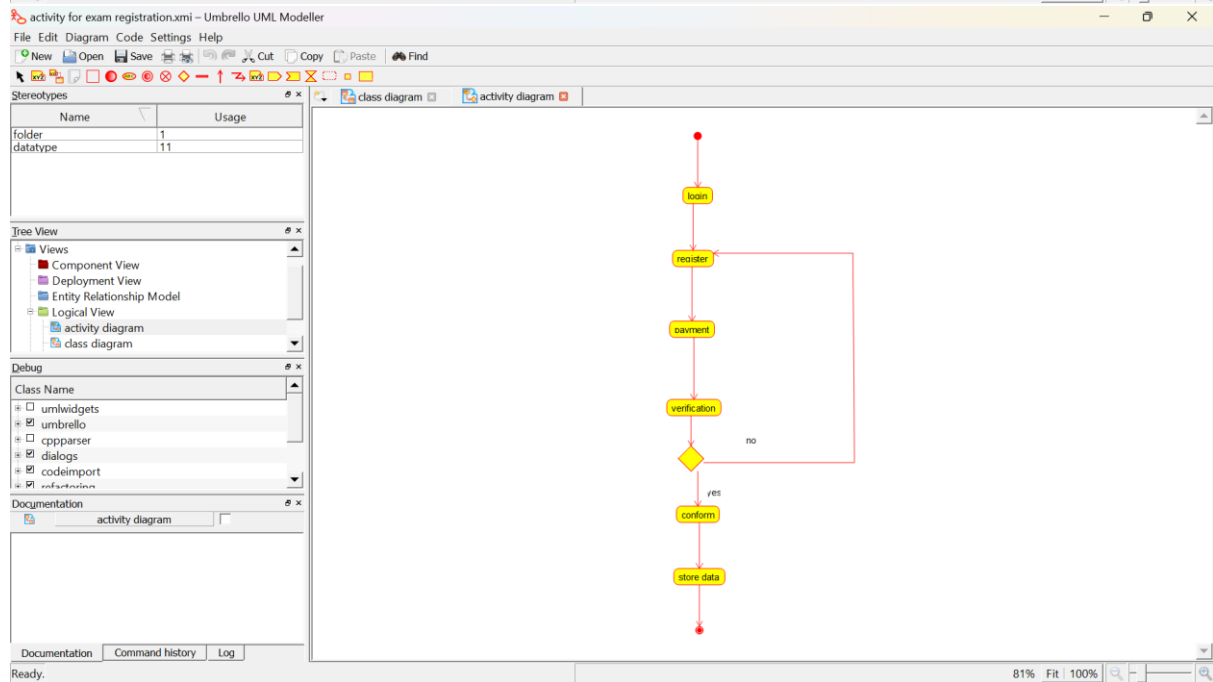 activity for exam registration.xmi – Umbrello UML Modeller
File Edit Diagram Code Settings Help
New Open Save Cut Copy Paste Find
Stereotypes
class diagram activity diagram
Name Usage
folder 1
datatype 11
Tree View
Views
Component View
Deployment View
Entity Relationship Model
Logical View
activity diagram
class diagram
Debug
Class Name
umlwidgets
umbrello
cppparser
dialogs
codeimport
refactoring
Documentation
activity diagram
Documentation Command history Log
Ready.
login
register
payment
verification
no
yes
conform
store data
81% Fit 100%